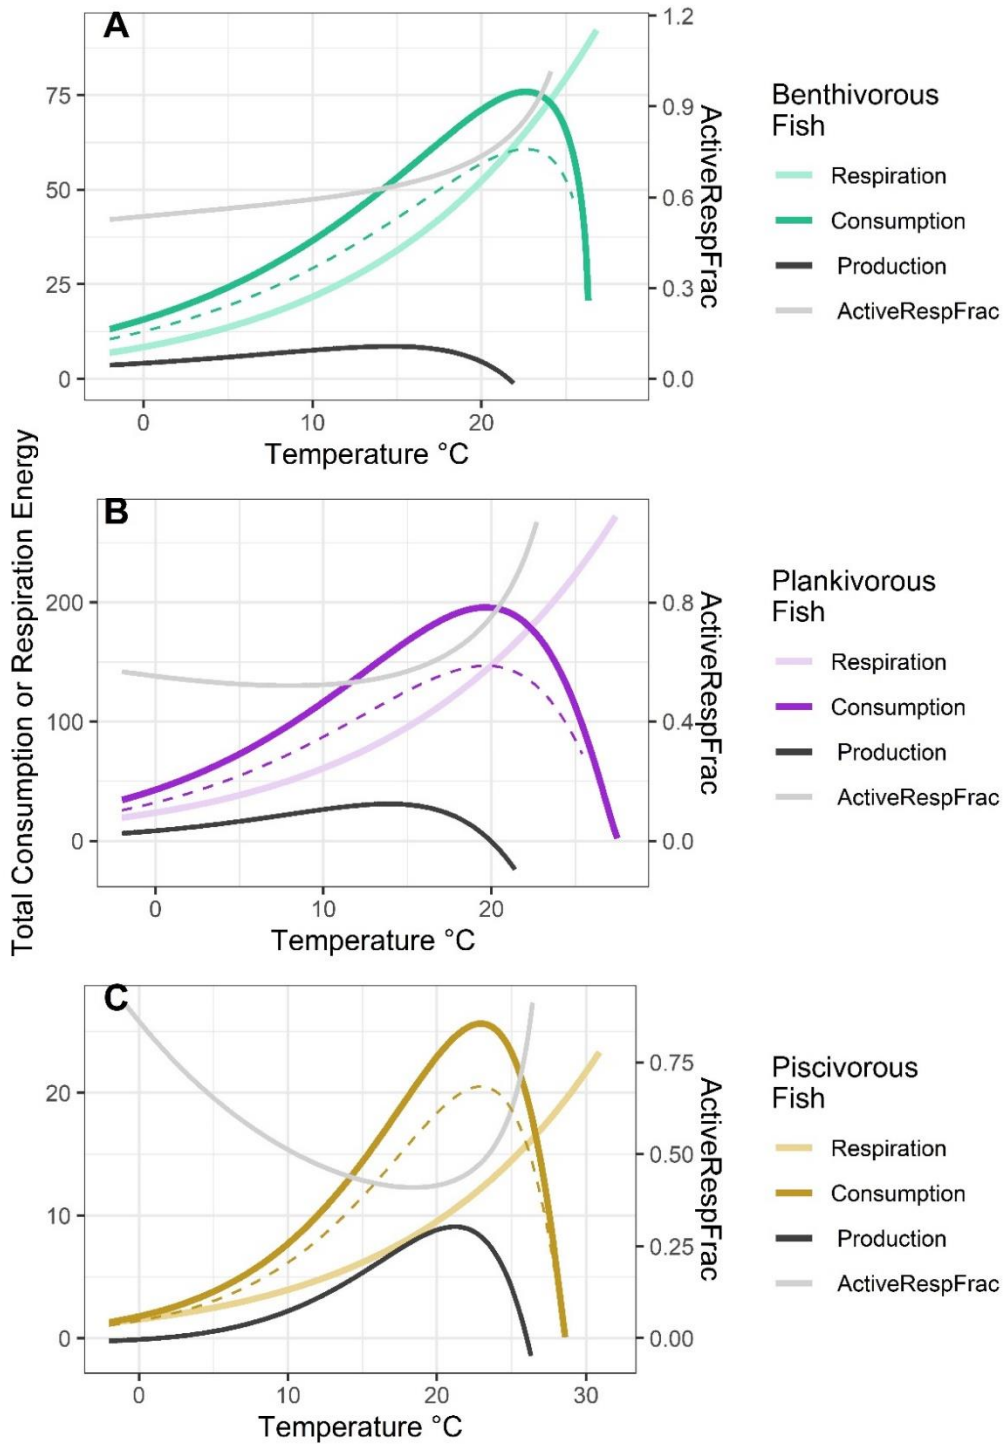 Total Consumption or Respiration Energy
A
75
50
25
0
1.2
0.9
0.6
0.3
0.0
ActiveRespFrac
0 10 20
Temperature °C
Benthivorous
Fish
Respiration
Consumption
Production
ActiveRespFrac
B
200
100
0
0.8
0.4
0.0
ActiveRespFrac
0 10 20
Temperature °C
Plankivorous
Fish
Respiration
Consumption
Production
ActiveRespFrac
C
20
10
0
0.75
0.50
0.25
0.00
ActiveRespFrac
0 10 20 30
Temperature °C
Piscivorous
Fish
Respiration
Consumption
Production
ActiveRespFrac